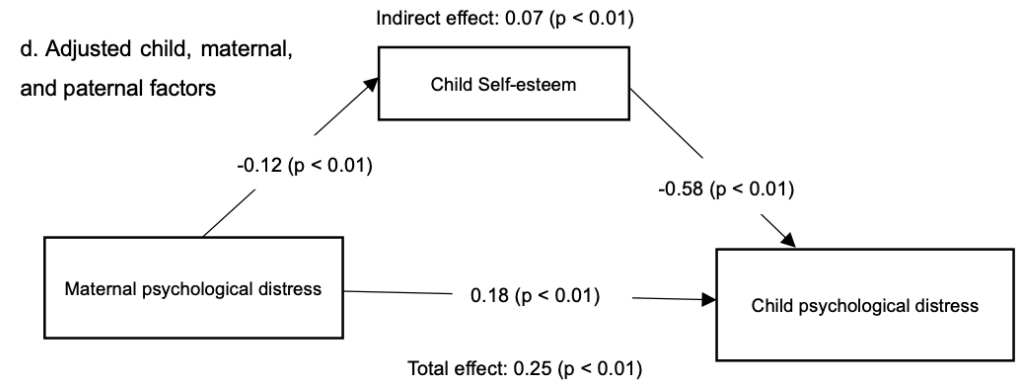 Indirect effect: 0.07 (p < 0.01)
d. Adjusted child, maternal,
and paternal factors
Child Self-esteem
-0.12 (p < 0.01)
-0.58 (p < 0.01)
Maternal psychological distress
0.18 (p < 0.01)
Child psychological distress
Total effect: 0.25 (p < 0.01)